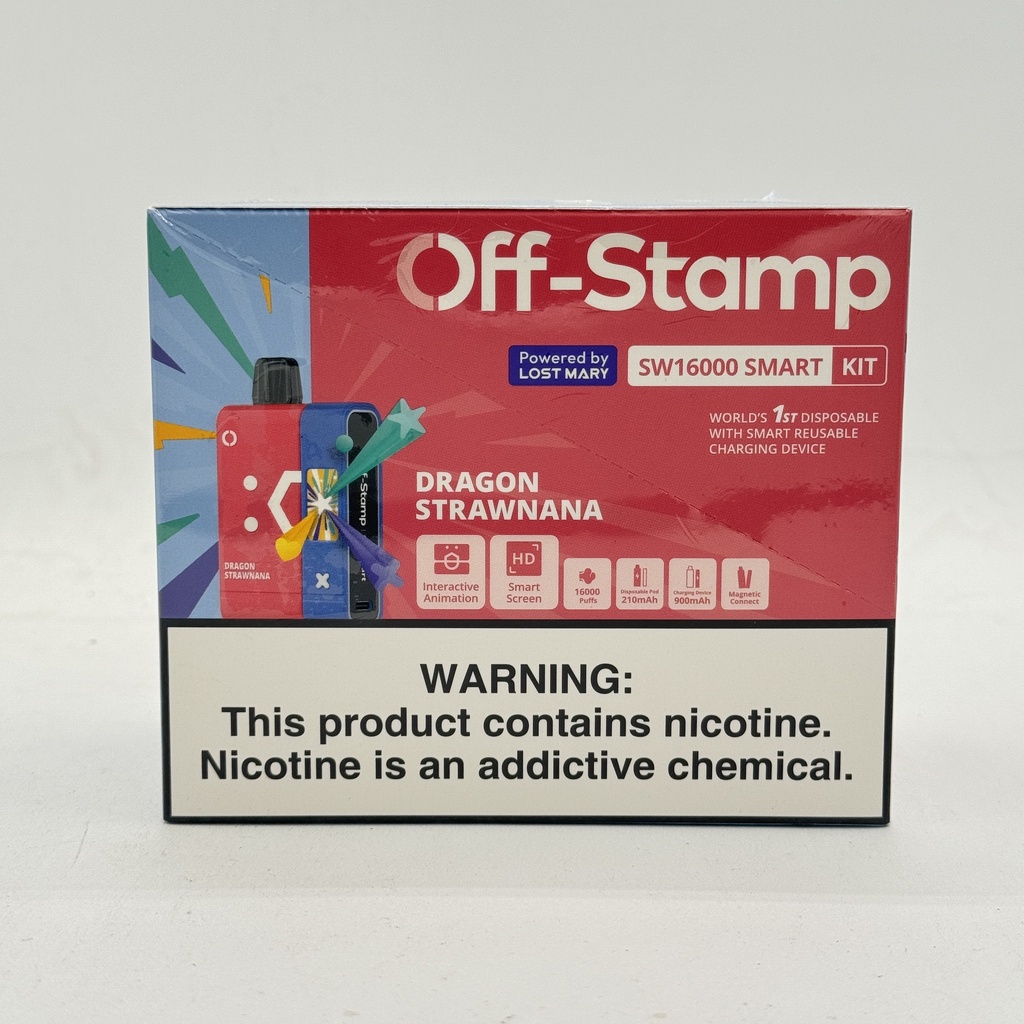 Off-Stamp
Powered by
LOST MARY
SW16000 SMART KIT
WORLD'S 1ST DISPOSABLE
WITH SMART REUSABLE
CHARGING DEVICE
DRAGON
STRAWNANA
Interactive
Animation
Smart
Screen
HD
16000
Puffs
Disposable Pod
210mAh
Charging Device
900mAh
Magnetic
Connect
DRAGON
STRAWNANA
WARNING:
This product contains nicotine.
Nicotine is an addictive chemical.